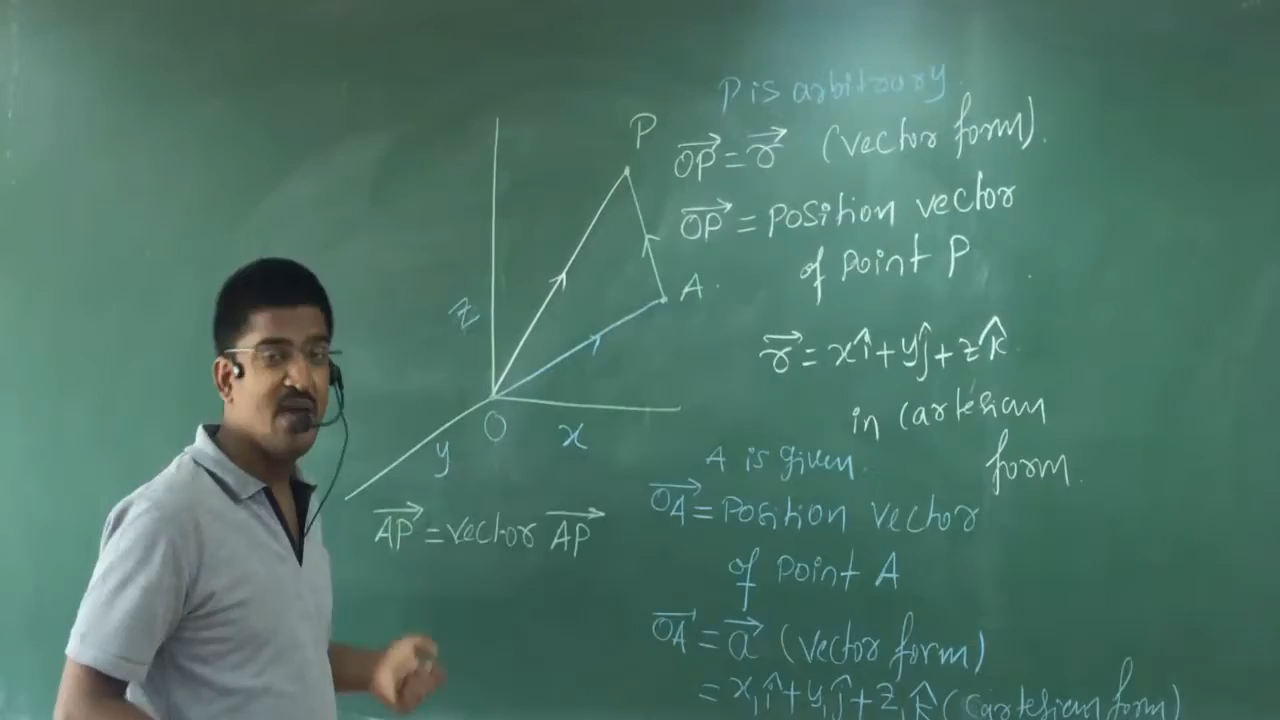 P is arbitrary
P
OP⃗ = r⃗ (vector form).
OP⃗ = Position vector
of Point P
z
A.
r⃗ = xî + yĵ + zk̂
in cartesian
form.
O
x
y
A is given.
OA⃗ = Position vector
of Point A
AP⃗ = vector AP⃗
OA⃗ = a⃗ (vector form)
= x₁î + y₁ĵ + z₁k̂ (cartesian form)